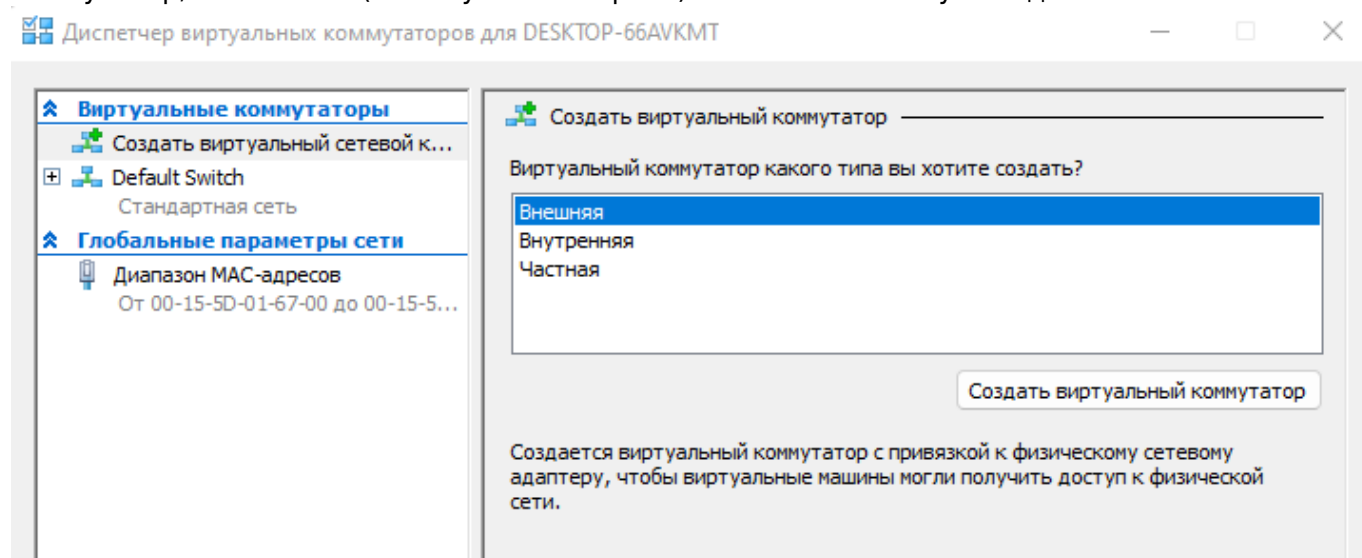 Диспетчер виртуальных коммутаторов для DESKTOP-66AVKMT
Виртуальные коммутаторы
Создать виртуальный сетевой к...
Default Switch
Стандартная сеть
Глобальные параметры сети
Диапазон MAC-адресов
От 00-15-5D-01-67-00 до 00-15-5...
Создать виртуальный коммутатор
Виртуальный коммутатор какого типа вы хотите создать?
Внешняя
Внутренняя
Частная
Создать виртуальный коммутатор
Создается виртуальный коммутатор с привязкой к физическому сетевому
адаптеру, чтобы виртуальные машины могли получить доступ к физической
сети.